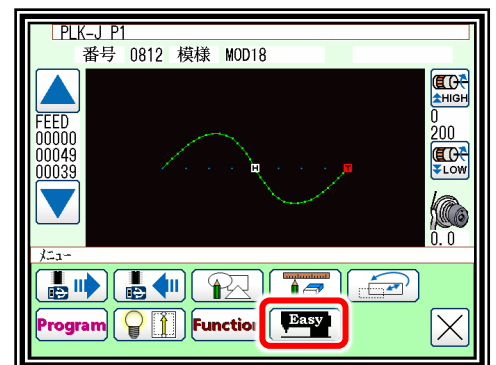 PLK-J P1
番号 0812 模様 MOD18
HIGH
FEED
00000
00049
00039
0
200
LOW
H
T
0.0
メニュー
Program
Function
Easy